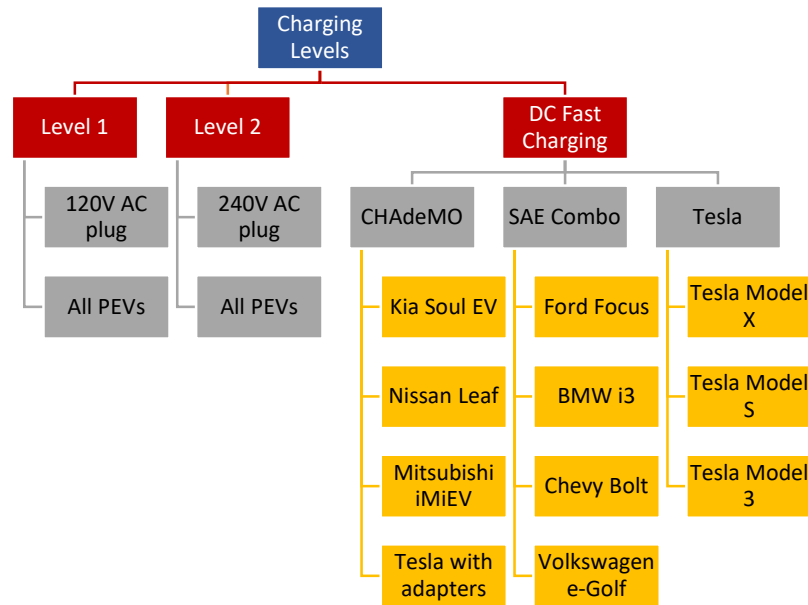 Charging
Levels
Level 1
Level 2
DC Fast
Charging
120V AC
plug
240V AC
plug
CHAdeMO
SAE Combo
Tesla
All PEVs
All PEVs
Kia Soul EV
Ford Focus
Tesla Model
X
Nissan Leaf
BMW i3
Tesla Model
S
Mitsubishi
iMiEV
Chevy Bolt
Tesla Model
3
Tesla with
adapters
Volkswagen
e-Golf